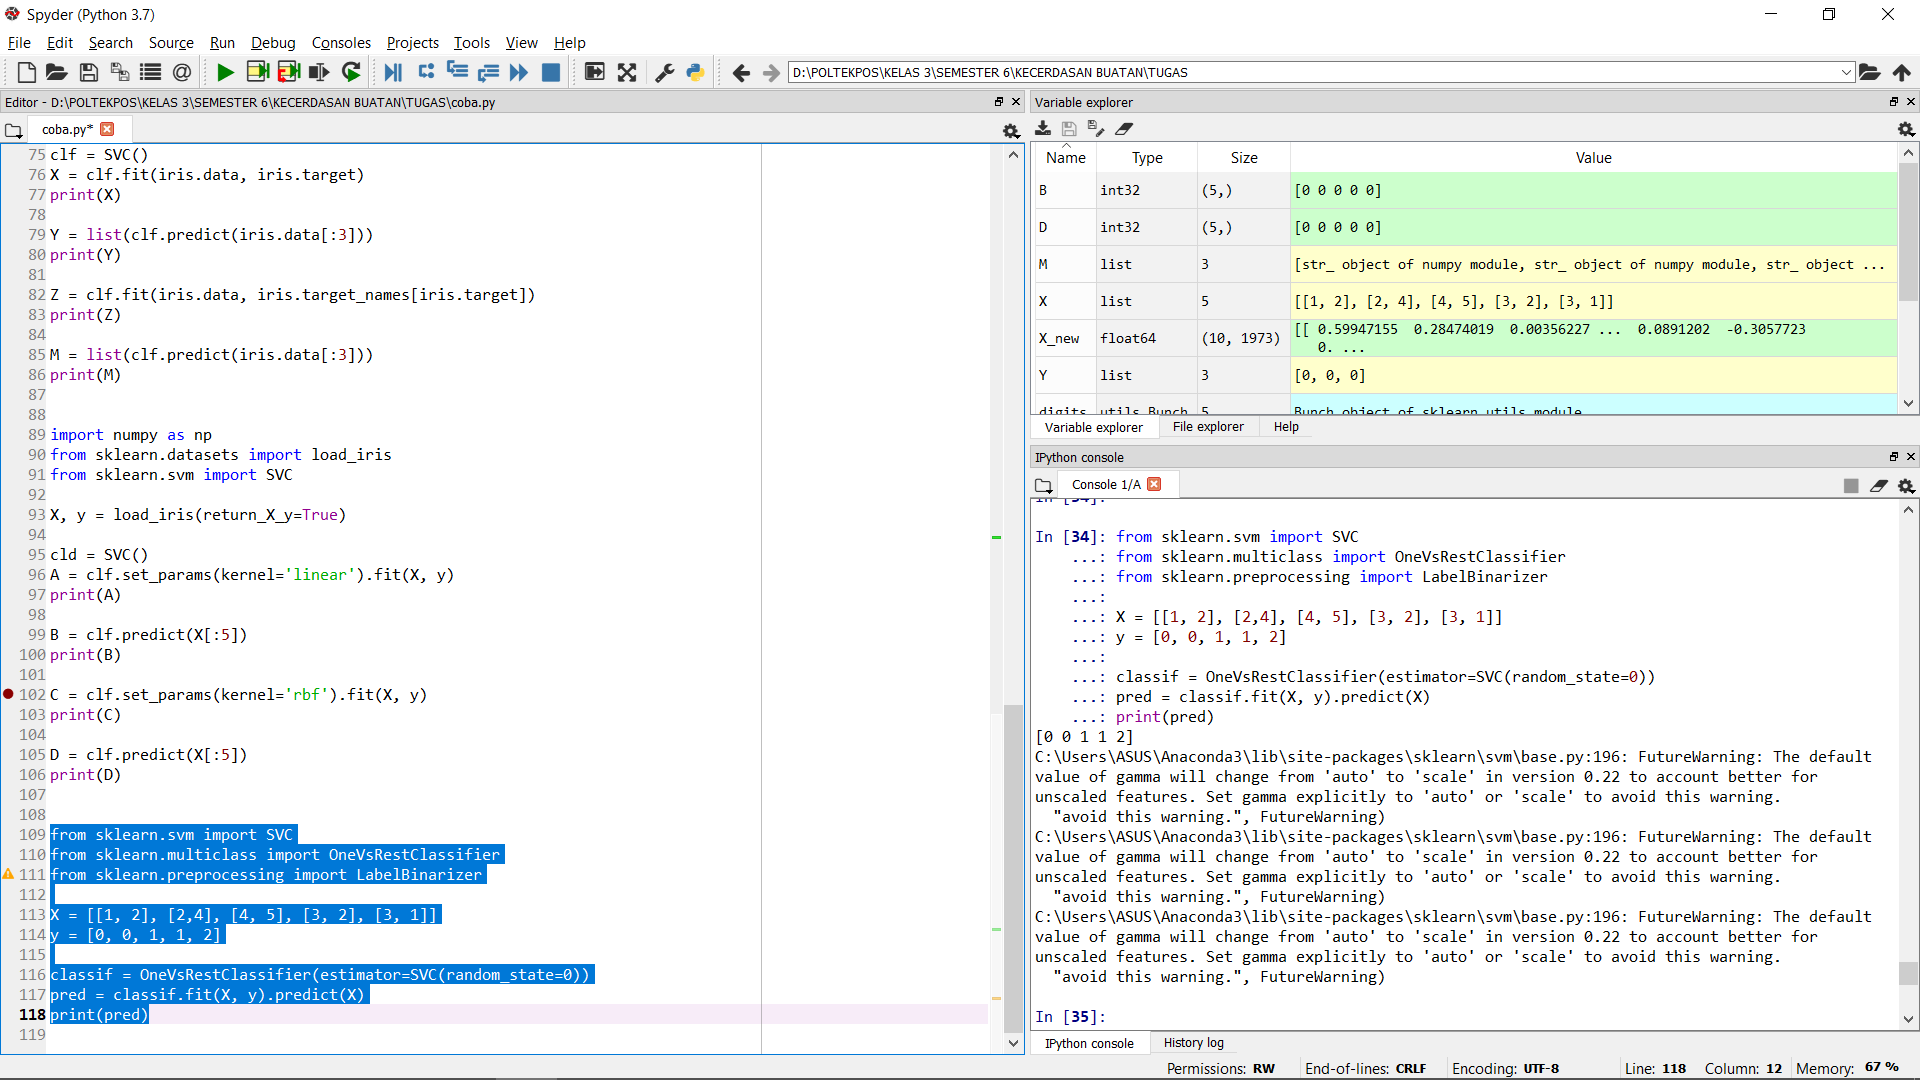 Spyder (Python 3.7)
File Edit Search Source Run Debug Consoles Projects Tools View Help
D:\POLTEKPOS\KELAS 3\SEMESTER 6\KECERDASAN BUATAN\TUGAS
Editor - D:\POLTEKPOS\KELAS 3\SEMESTER 6\KECERDASAN BUATAN\TUGAS\coba.py
coba.py*
75 clf = SVC()
76 X = clf.fit(iris.data, iris.target)
77 print(X)
78
79 Y = list(clf.predict(iris.data[:3]))
80 print(Y)
81
82 Z = clf.fit(iris.data, iris.target_names[iris.target])
83 print(Z)
84
85 M = list(clf.predict(iris.data[:3]))
86 print(M)
87
88
89 import numpy as np
90 from sklearn.datasets import load_iris
91 from sklearn.svm import SVC
92
93 X, y = load_iris(return_X_y=True)
94
95 cld = SVC()
96 A = clf.set_params(kernel='linear').fit(X, y)
97 print(A)
98
99 B = clf.predict(X[:5])
100 print(B)
101
102 C = clf.set_params(kernel='rbf').fit(X, y)
103 print(C)
104
105 D = clf.predict(X[:5])
106 print(D)
107
108
109 from sklearn.svm import SVC
110 from sklearn.multiclass import OneVsRestClassifier
111 from sklearn.preprocessing import LabelBinarizer
112
113 X = [[1, 2], [2,4], [4, 5], [3, 2], [3, 1]]
114 y = [0, 0, 1, 1, 2]
115
116 classif = OneVsRestClassifier(estimator=SVC(random_state=0))
117 pred = classif.fit(X, y).predict(X)
118 print(pred)
119
Variable explorer
Name Type Size Value
B int32 (5,) [0 0 0 0 0]
D int32 (5,) [0 0 0 0 0]
M list 3 [str_ object of numpy module, str_ object of numpy module, str_ object ...
X list 5 [[1, 2], [2, 4], [4, 5], [3, 2], [3, 1]]
X_new float64 (10, 1973) [[ 0.59947155 0.28474019 0.00356227 ... 0.0891202 -0.3057723
0. ...
Y list 3 [0, 0, 0]
digits utils.Bunch 5 Bunch object of sklearn.utils module
Variable explorer File explorer Help
IPython console
Console 1/A
In [34]:
In [34]: from sklearn.svm import SVC
...: from sklearn.multiclass import OneVsRestClassifier
...: from sklearn.preprocessing import LabelBinarizer
...:
...: X = [[1, 2], [2,4], [4, 5], [3, 2], [3, 1]]
...: y = [0, 0, 1, 1, 2]
...:
...: classif = OneVsRestClassifier(estimator=SVC(random_state=0))
...: pred = classif.fit(X, y).predict(X)
...: print(pred)
[0 0 1 1 2]
C:\Users\ASUS\Anaconda3\lib\site-packages\sklearn\svm\base.py:196: FutureWarning: The default
value of gamma will change from 'auto' to 'scale' in version 0.22 to account better for
unscaled features. Set gamma explicitly to 'auto' or 'scale' to avoid this warning.
"avoid this warning.", FutureWarning)
C:\Users\ASUS\Anaconda3\lib\site-packages\sklearn\svm\base.py:196: FutureWarning: The default
value of gamma will change from 'auto' to 'scale' in version 0.22 to account better for
unscaled features. Set gamma explicitly to 'auto' or 'scale' to avoid this warning.
"avoid this warning.", FutureWarning)
C:\Users\ASUS\Anaconda3\lib\site-packages\sklearn\svm\base.py:196: FutureWarning: The default
value of gamma will change from 'auto' to 'scale' in version 0.22 to account better for
unscaled features. Set gamma explicitly to 'auto' or 'scale' to avoid this warning.
"avoid this warning.", FutureWarning)
In [35]:
IPython console History log
Permissions: RW End-of-lines: CRLF Encoding: UTF-8 Line: 118 Column: 12 Memory: 67 %